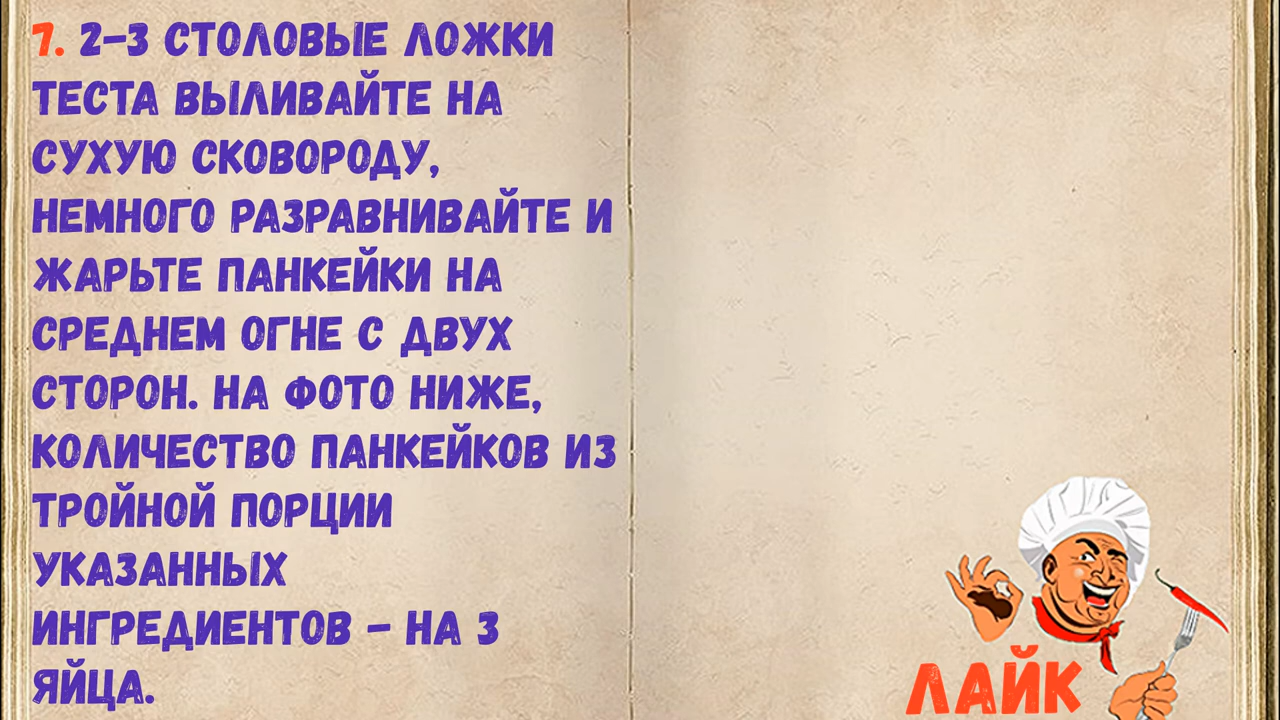 7. 2-3 СТОЛОВЫЕ ЛОЖКИ
ТЕСТА ВЫЛИВАЙТЕ НА
СУХУЮ СКОВОРОДУ,
НЕМНОГО РАЗРАВНИВАЙТЕ И
ЖАРЬТЕ ПАНКЕЙКИ НА
СРЕДНЕМ ОГНЕ С ДВУХ
СТОРОН. НА ФОТО НИЖЕ,
КОЛИЧЕСТВО ПАНКЕЙКОВ ИЗ
ТРОЙНОЙ ПОРЦИИ
УКАЗАННЫХ
ИНГРЕДИЕНТОВ - НА 3
ЯЙЦА.
ЛАЙК